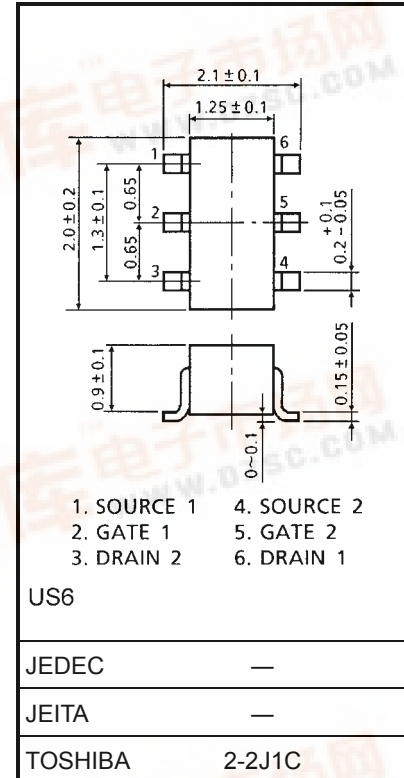 2.1±0.1
1.25±0.1
1
6
2
5
3
4
2.0±0.2
1.3±0.1
0.65
0.65
+0.1
0.2-0.05
0.9±0.1
0.15±0.05
0~0.1
1. SOURCE 1 4. SOURCE 2
2. GATE 1 5. GATE 2
3. DRAIN 2 6. DRAIN 1
US6
JEDEC —
JEITA —
TOSHIBA 2-2J1C